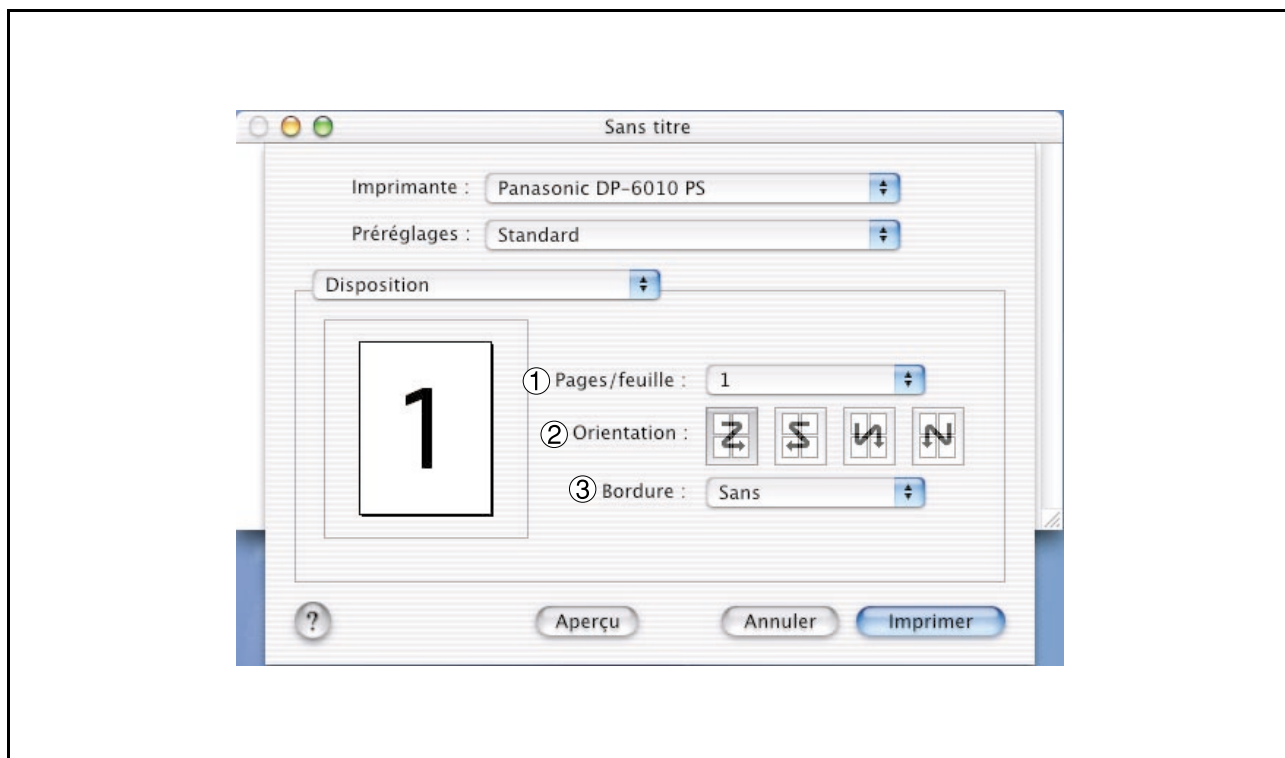 Sans titre
Imprimante : Panasonic DP-6010 PS
Préréglages : Standard
Disposition
1
① Pages/feuille : 1
② Orientation :
③ Bordure : Sans
? Aperçu Annuler Imprimer